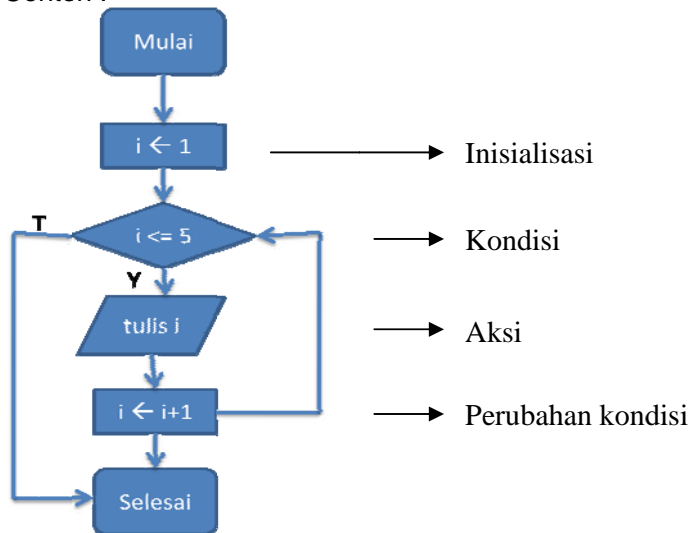 Contoh :
Mulai
i ← 1
Inisialisasi
T
i <= 5
Kondisi
Y
tulis i
Aksi
i ← i+1
Perubahan kondisi
Selesai